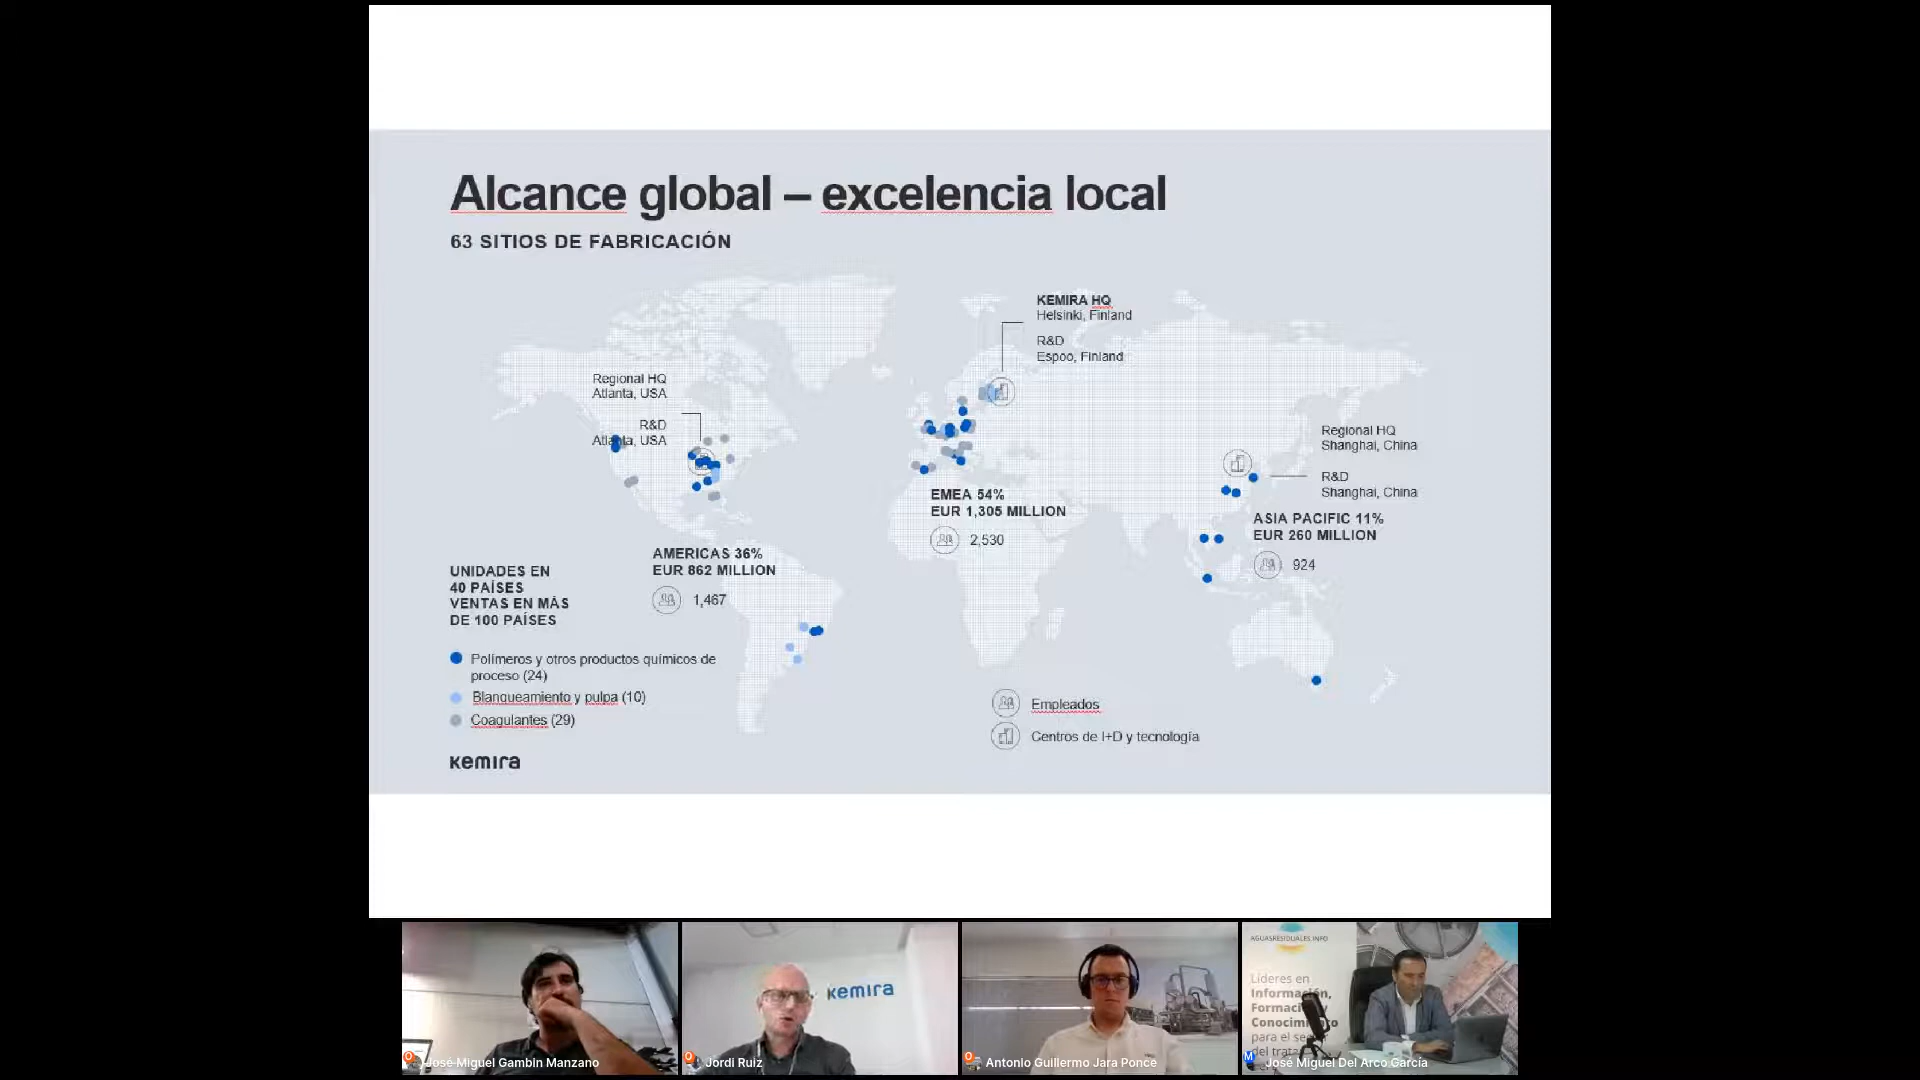 Alcance global – excelencia local
63 SITIOS DE FABRICACIÓN
KEMIRA HQ
Helsinki, Finland
R&D
Espoo, Finland
Regional HQ
Atlanta, USA
R&D
Atlanta, USA
Regional HQ
Shanghai, China
R&D
Shanghai, China
EMEA 54%
EUR 1,305 MILLION
2,530
ASIA PACIFIC 11%
EUR 260 MILLION
924
AMERICAS 36%
EUR 862 MILLION
1,467
UNIDADES EN
40 PAÍSES
VENTAS EN MÁS
DE 100 PAÍSES
Polímeros y otros productos químicos de
proceso (24)
Blanqueamiento y pulpa (10)
Coagulantes (29)
Empleados
Centros de I+D y tecnología
kemira
kemira
AGUASRESIDUALES.INFO
Líderes en
Información,
Formación y
Conocimiento
para el
del
José Miguel Gambin Manzano
Jordi Ruiz
Antonio Guillermo Jara Ponce
José Miguel Del Arco García